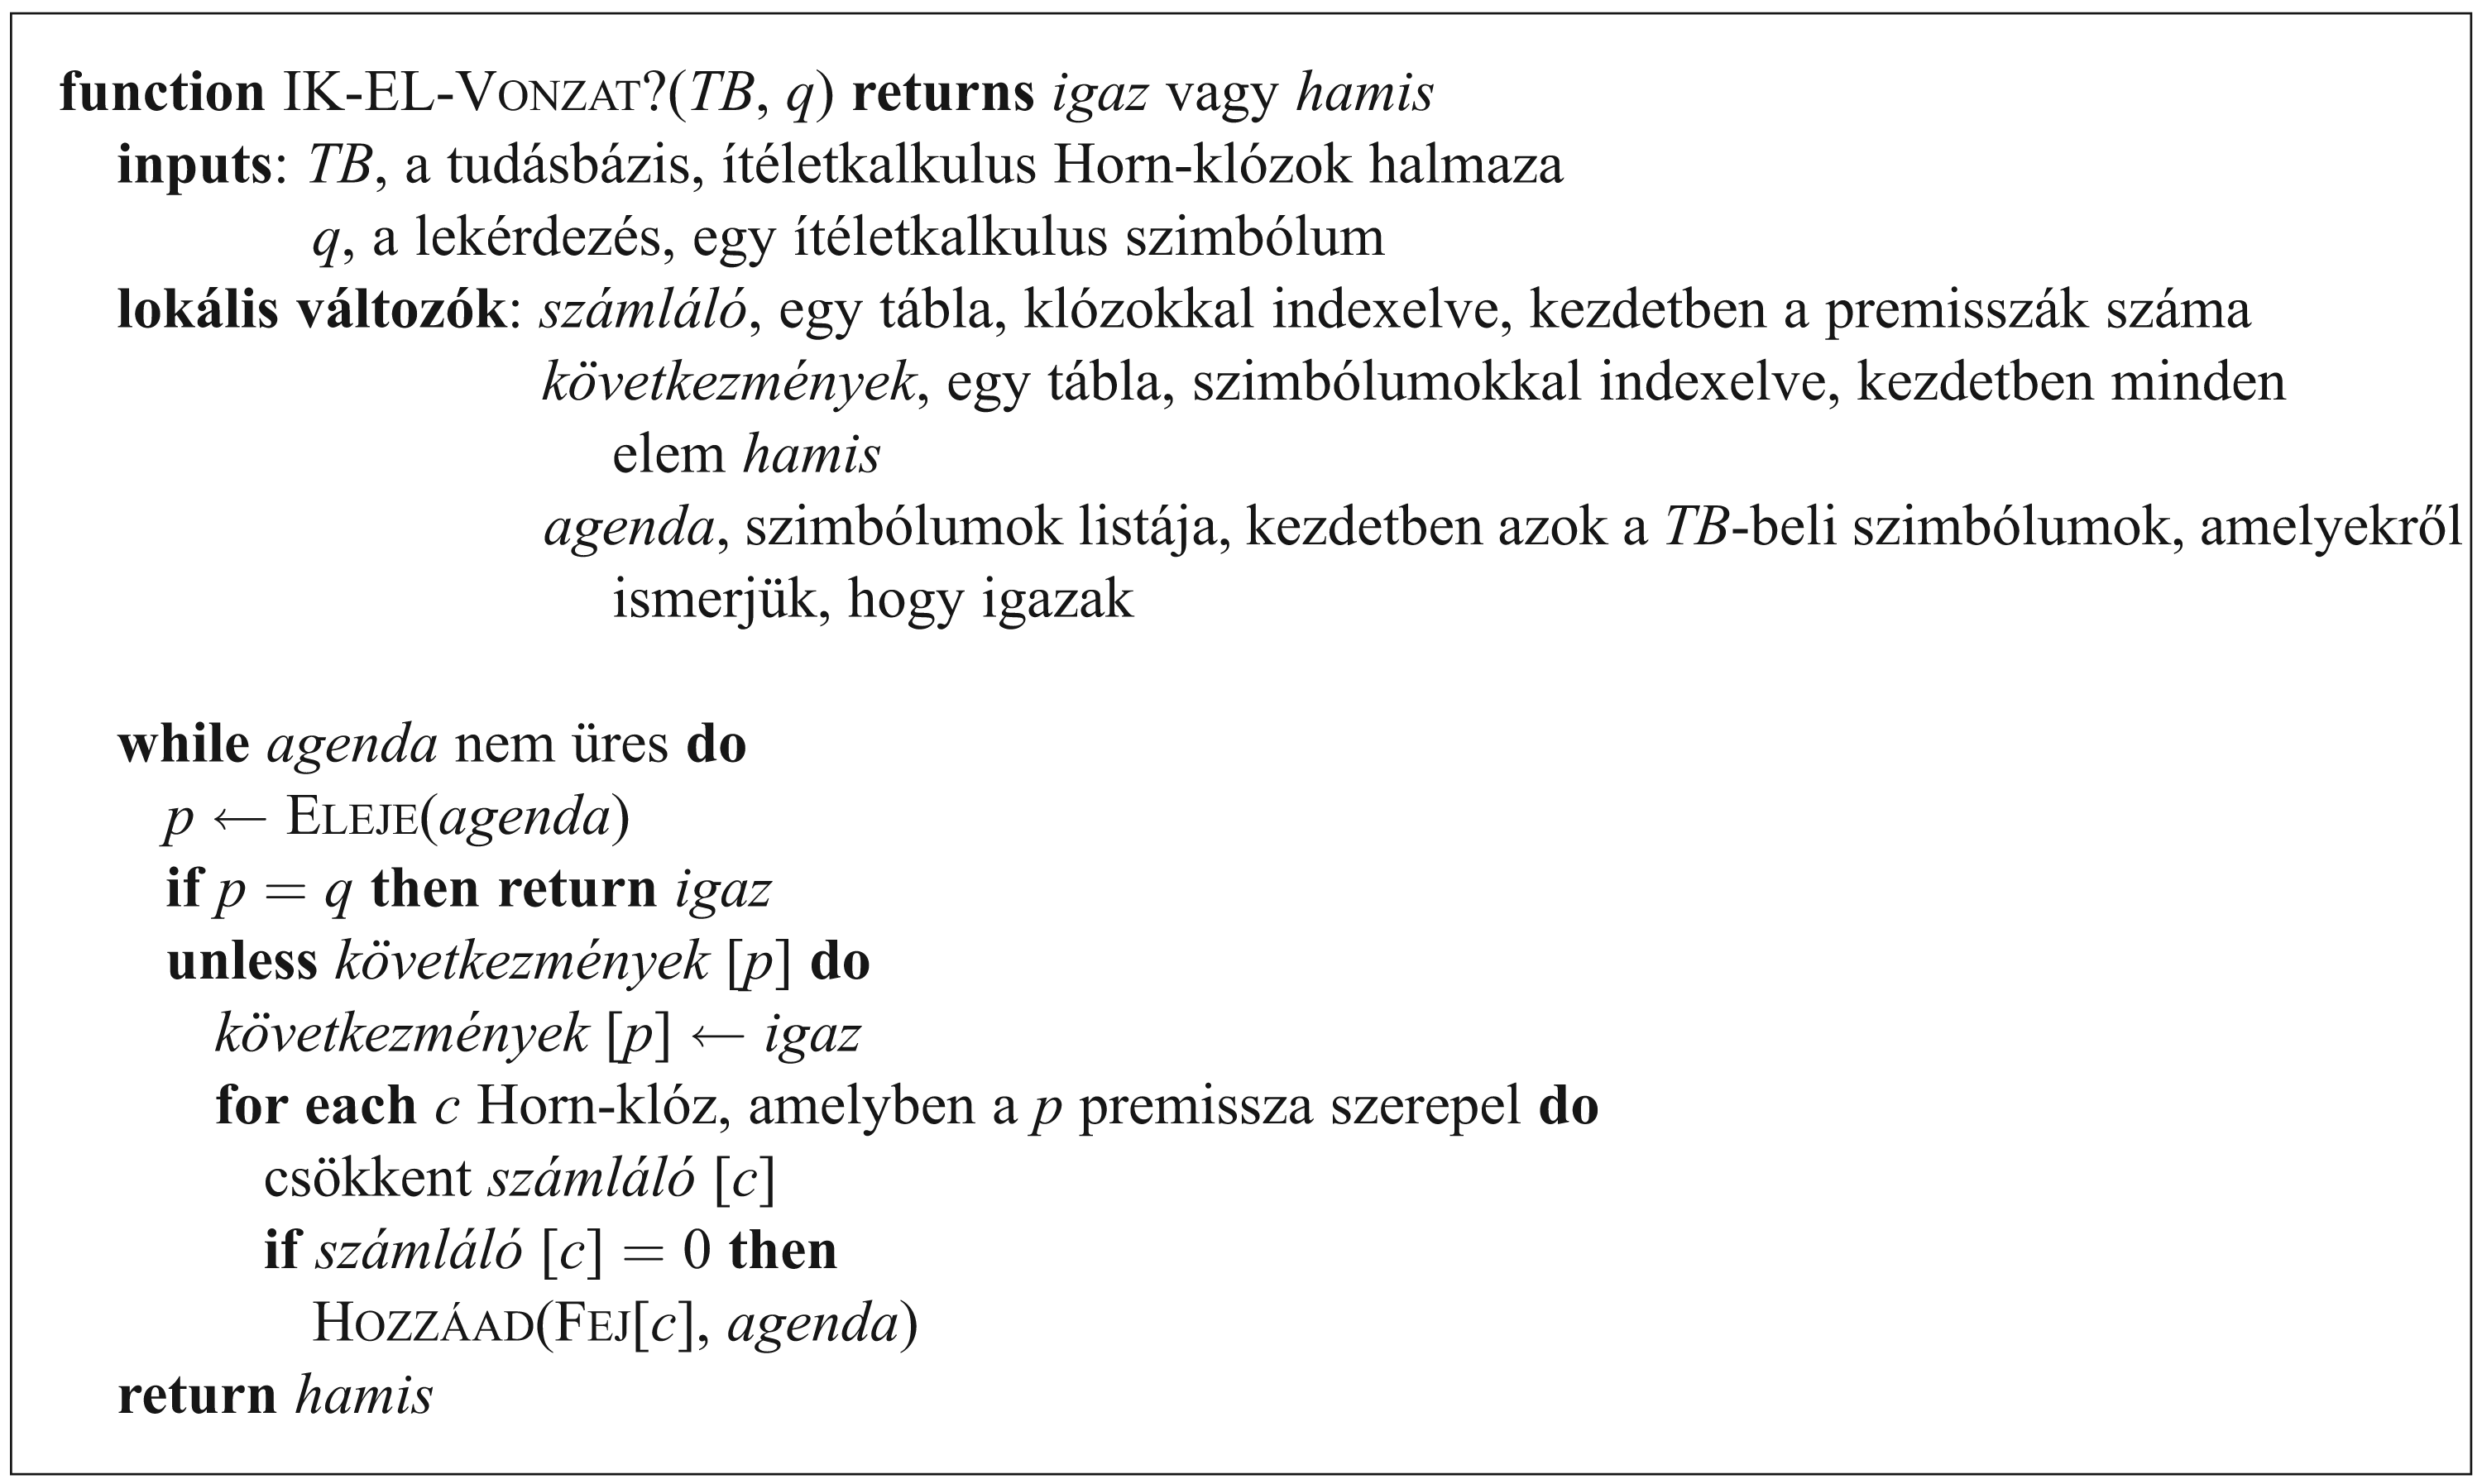 function IK-EL-VONZAT?(TB, q) returns igaz vagy hamis
inputs: TB, a tudásbázis, ítéletkalkulus Horn-klózok halmaza
q, a lekérdezés, egy ítéletkalkulus szimbólum
lokális változók: számláló, egy tábla, klózokkal indexelve, kezdetben a premisszák száma
következmények, egy tábla, szimbólumokkal indexelve, kezdetben minden
elem hamis
agenda, szimbólumok listája, kezdetben azok a TB-beli szimbólumok, amelyekről
ismerjük, hogy igazak
while agenda nem üres do
p ← ELEJE(agenda)
if p = q then return igaz
unless következmények [p] do
következmények [p] ← igaz
for each c Horn-klóz, amelyben a p premissza szerepel do
csökkent számláló [c]
if számláló [c] = 0 then
HOZZÁAD(FEJ[c], agenda)
return hamis